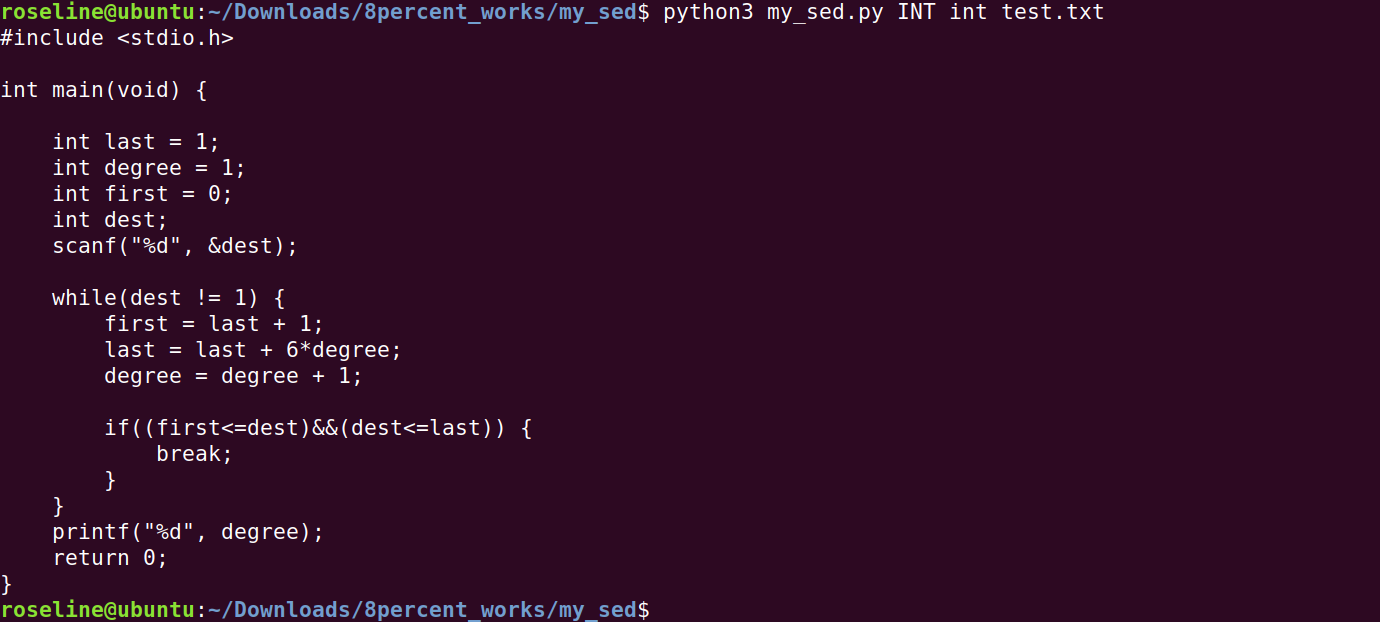 roseline@ubuntu:~/Downloads/8percent_works/my_sed$ python3 my_sed.py INT int test.txt
#include <stdio.h>

int main(void) {

    int last = 1;
    int degree = 1;
    int first = 0;
    int dest;
    scanf("%d", &dest);

    while(dest != 1) {
        first = last + 1;
        last = last + 6*degree;
        degree = degree + 1;

        if((first<=dest)&&(dest<=last)) {
            break;
        }
    }
    printf("%d", degree);
    return 0;
}
roseline@ubuntu:~/Downloads/8percent_works/my_sed$